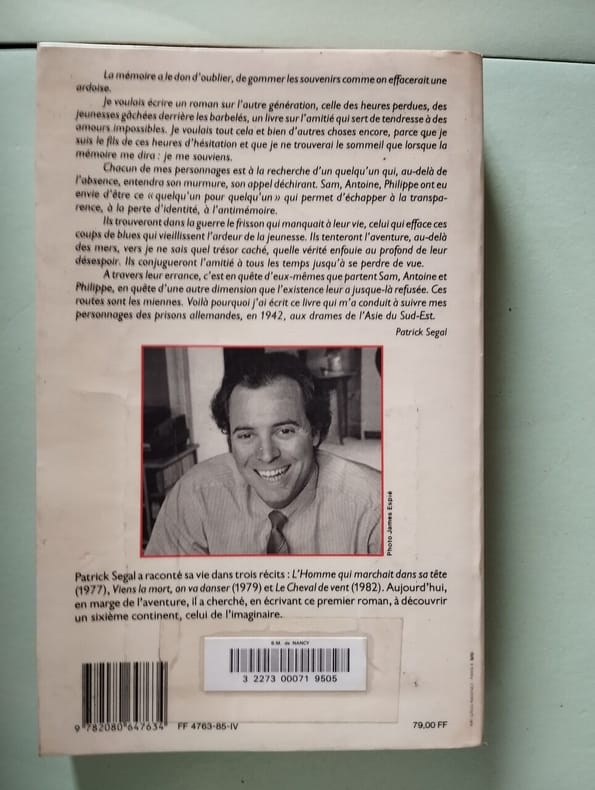 La mémoire a le don d'oublier, de gommer les souvenirs comme on effacerait une
ardoise.
Je voulais écrire un roman sur l'autre génération, celle des heures perdues, des
jeunesses gâchées derrière les barbelés, un livre sur l'amitié qui sert de tendresse à des
amours impossibles. Je voulais tout cela et bien d'autres choses encore, parce que je
suis le fils de ces heures d'hésitation et que je ne trouverai le sommeil que lorsque la
mémoire me dira : je me souviens.
Chacun de mes personnages est à la recherche d'un quelqu'un qui, au-delà de
l'absence, entendra son murmure, son appel déchirant. Sam, Antoine, Philippe ont eu
envie d'être ce « quelqu'un pour quelqu'un » qui permet d'échapper à la transpa-
rence, à la perte d'identité, à l'antimémoire.
Ils trouveront dans la guerre le frisson qui manquait à leur vie, celui qui efface ces
coups de blues qui vieillissent l'ardeur de la jeunesse. Ils tenteront l'aventure, au-delà
des mers, vers je ne sais quel trésor caché, quelle vérité enfouie au profond de leur
désespoir. Ils conjugueront l'amitié à tous les temps jusqu'à se perdre de vue.
A travers leur errance, c'est en quête d'eux-mêmes que partent Sam, Antoine et
Philippe, en quête d'une autre dimension que l'existence leur a jusque-là refusée. Ces
routes sont les miennes. Voilà pourquoi j'ai écrit ce livre qui m'a conduit à suivre mes
personnages des prisons allemandes, en 1942, aux drames de l'Asie du Sud-Est.
Patrick Segal
Photo James Espié
Patrick Segal a raconté sa vie dans trois récits : L'Homme qui marchait dans sa tête
(1977), Viens la mort, on va danser (1979) et Le Cheval de vent (1982). Aujourd'hui,
en marge de l'aventure, il a cherché, en écrivant ce premier roman, à découvrir
un sixième continent, celui de l'imaginaire.
B.M. de NANCY
3 2273 00071 9505
9 782080 647634
FF 4763-85-IV
79,00 FF